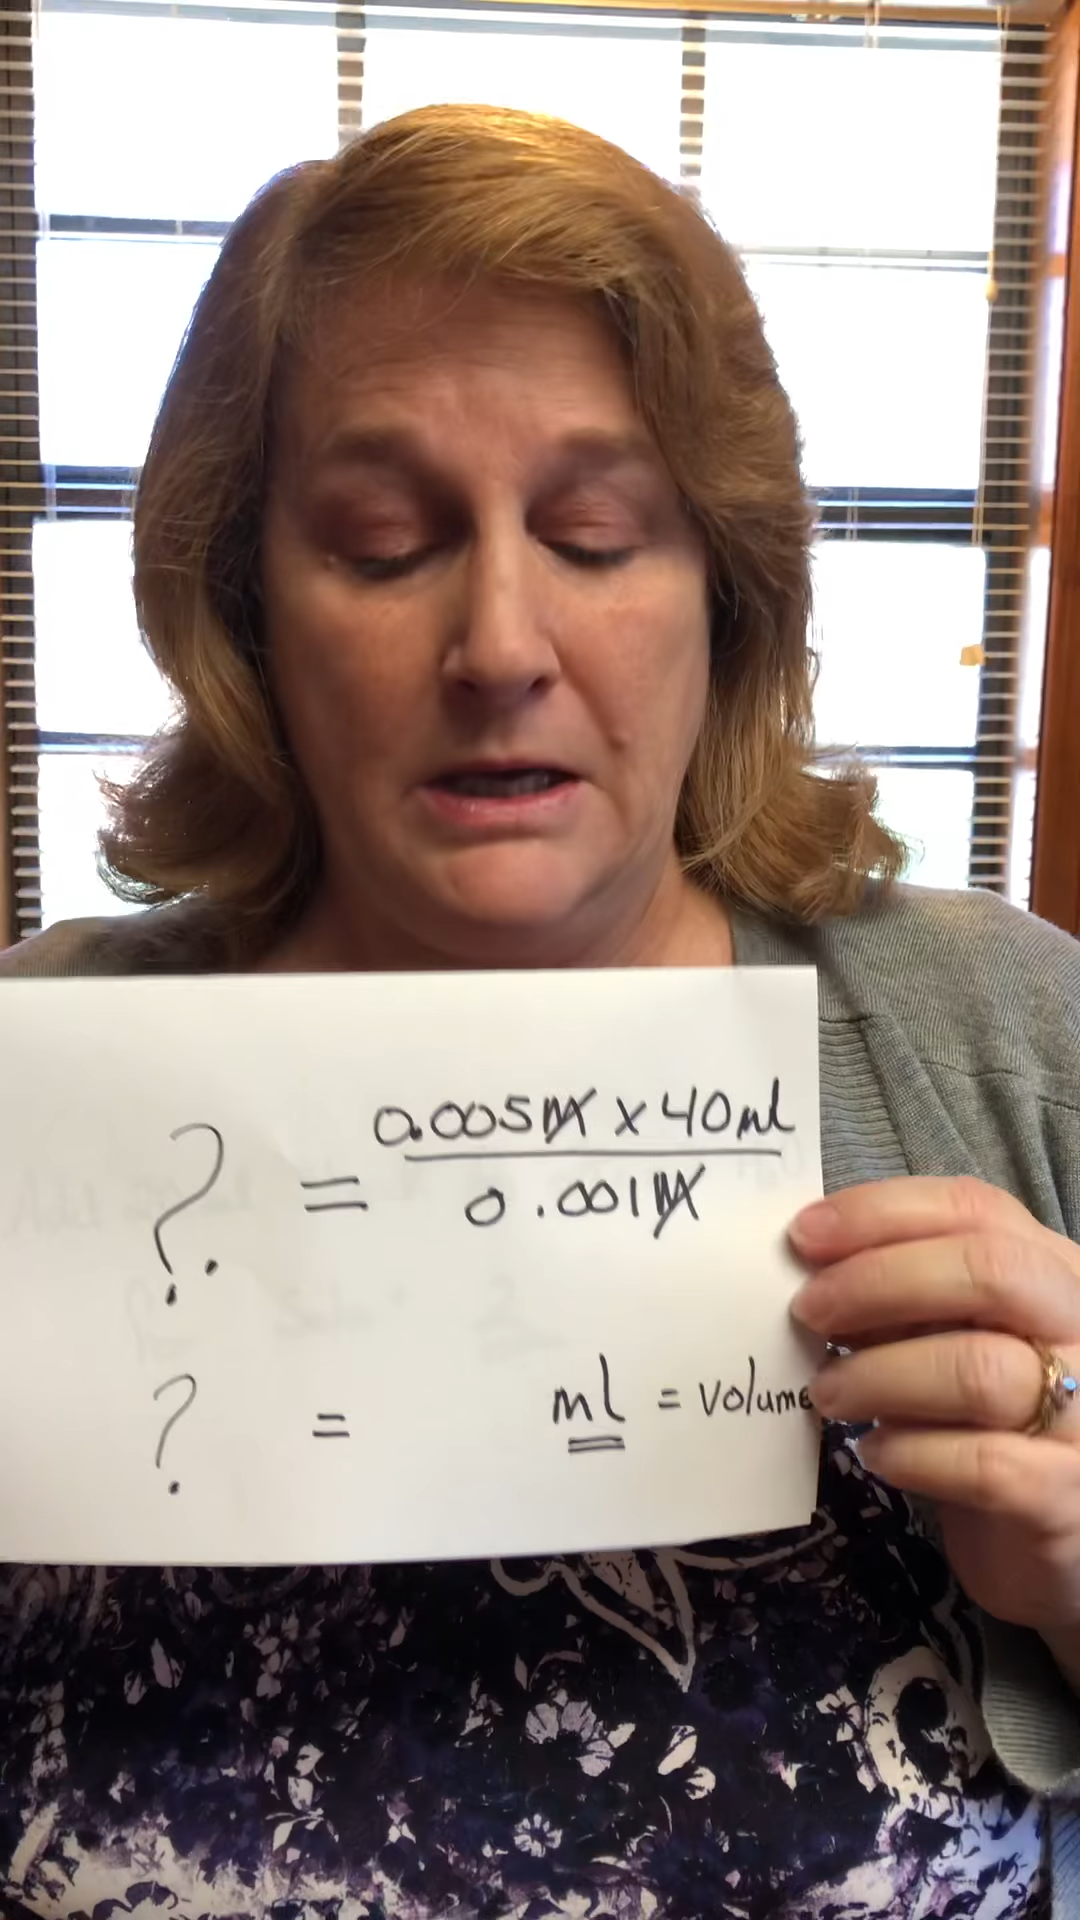 ? = 0.005M x 40ml
0.001M
? = ml = volume